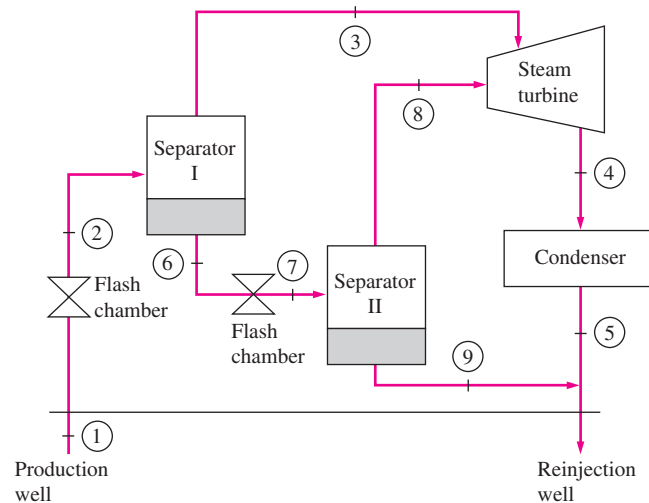 3
Steam
turbine
8
Separator
I
4
2
6
7
Condenser
Flash
chamber
Separator
II
Flash
chamber
5
9
1
Production
well
Reinjection
well